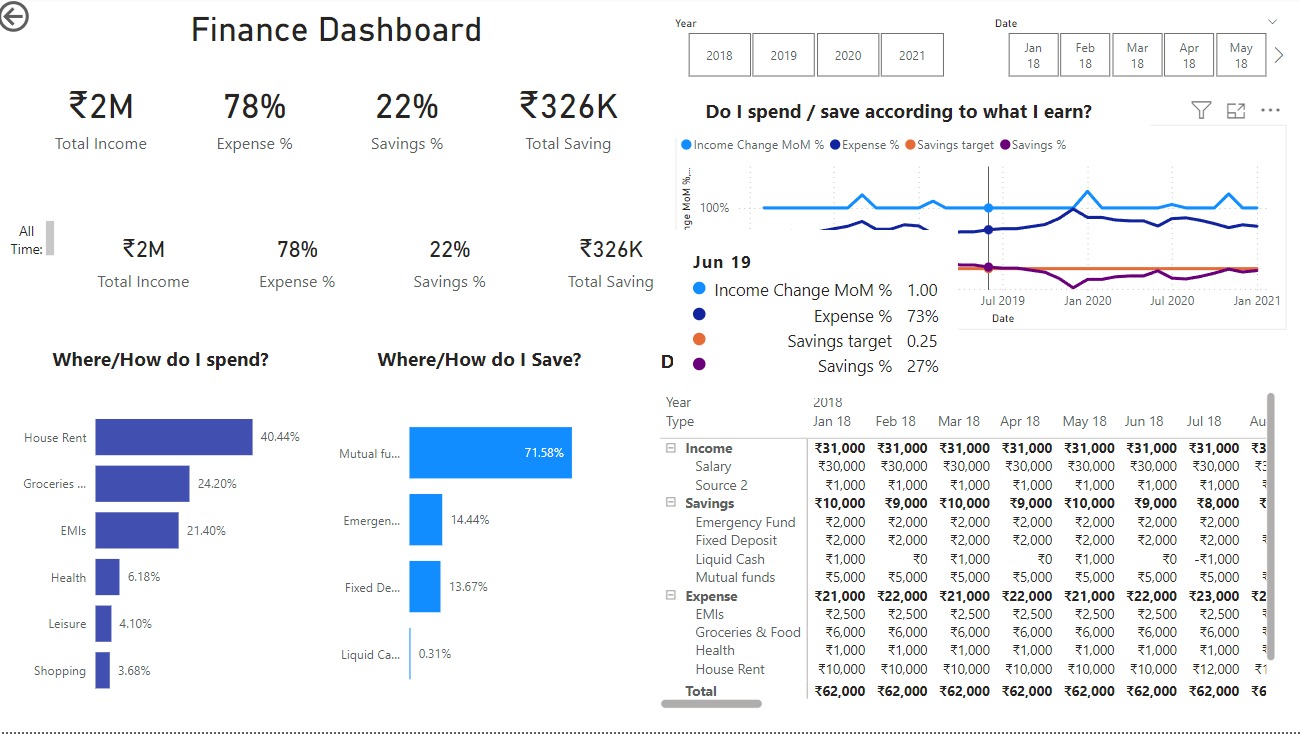 Finance Dashboard
₹2M 78% 22% ₹326K
Total Income Expense % Savings % Total Saving
All
Time:
₹2M 78% 22% ₹326K
Total Income Expense % Savings % Total Saving
Where/How do I spend?
House Rent 40.44%
Groceries ... 24.20%
EMIs 21.40%
Health 6.18%
Leisure 4.10%
Shopping 3.68%
Where/How do I Save?
Mutual fu... 71.58%
Emergen... 14.44%
Fixed De... 13.67%
Liquid Ca... 0.31%
Year
2018 2019 2020 2021
Date
Jan 18 Feb 18 Mar 18 Apr 18 May 18
Do I spend / save according to what I earn?
Income Change MoM % Expense % Savings target Savings %
nge MoM %,...
100%
Jul 2019 Jan 2020 Jul 2020 Jan 2021
Date
Jun 19
Income Change MoM % 1.00
Expense % 73%
Savings target 0.25
Savings % 27%
D
Year 2018
Type Jan 18 Feb 18 Mar 18 Apr 18 May 18 Jun 18 Jul 18 Au
Income ₹31,000 ₹31,000 ₹31,000 ₹31,000 ₹31,000 ₹31,000 ₹31,000 ₹3
Salary ₹30,000 ₹30,000 ₹30,000 ₹30,000 ₹30,000 ₹30,000 ₹30,000 ₹3
Source 2 ₹1,000 ₹1,000 ₹1,000 ₹1,000 ₹1,000 ₹1,000 ₹1,000 ₹
Savings ₹10,000 ₹9,000 ₹10,000 ₹9,000 ₹10,000 ₹9,000 ₹8,000 ₹
Emergency Fund ₹2,000 ₹2,000 ₹2,000 ₹2,000 ₹2,000 ₹2,000 ₹2,000 ₹
Fixed Deposit ₹2,000 ₹2,000 ₹2,000 ₹2,000 ₹2,000 ₹2,000 ₹2,000 ₹
Liquid Cash ₹1,000 ₹0 ₹1,000 ₹0 ₹1,000 ₹0 -₹1,000
Mutual funds ₹5,000 ₹5,000 ₹5,000 ₹5,000 ₹5,000 ₹5,000 ₹5,000 ₹
Expense ₹21,000 ₹22,000 ₹21,000 ₹22,000 ₹21,000 ₹22,000 ₹23,000 ₹2
EMIs ₹2,500 ₹2,500 ₹2,500 ₹2,500 ₹2,500 ₹2,500 ₹2,500 ₹
Groceries & Food ₹6,000 ₹6,000 ₹6,000 ₹6,000 ₹6,000 ₹6,000 ₹6,000 ₹
Health ₹1,000 ₹1,000 ₹1,000 ₹1,000 ₹1,000 ₹1,000 ₹1,000 ₹
House Rent ₹10,000 ₹10,000 ₹10,000 ₹10,000 ₹10,000 ₹10,000 ₹12,000 ₹1
Total ₹62,000 ₹62,000 ₹62,000 ₹62,000 ₹62,000 ₹62,000 ₹62,000 ₹6